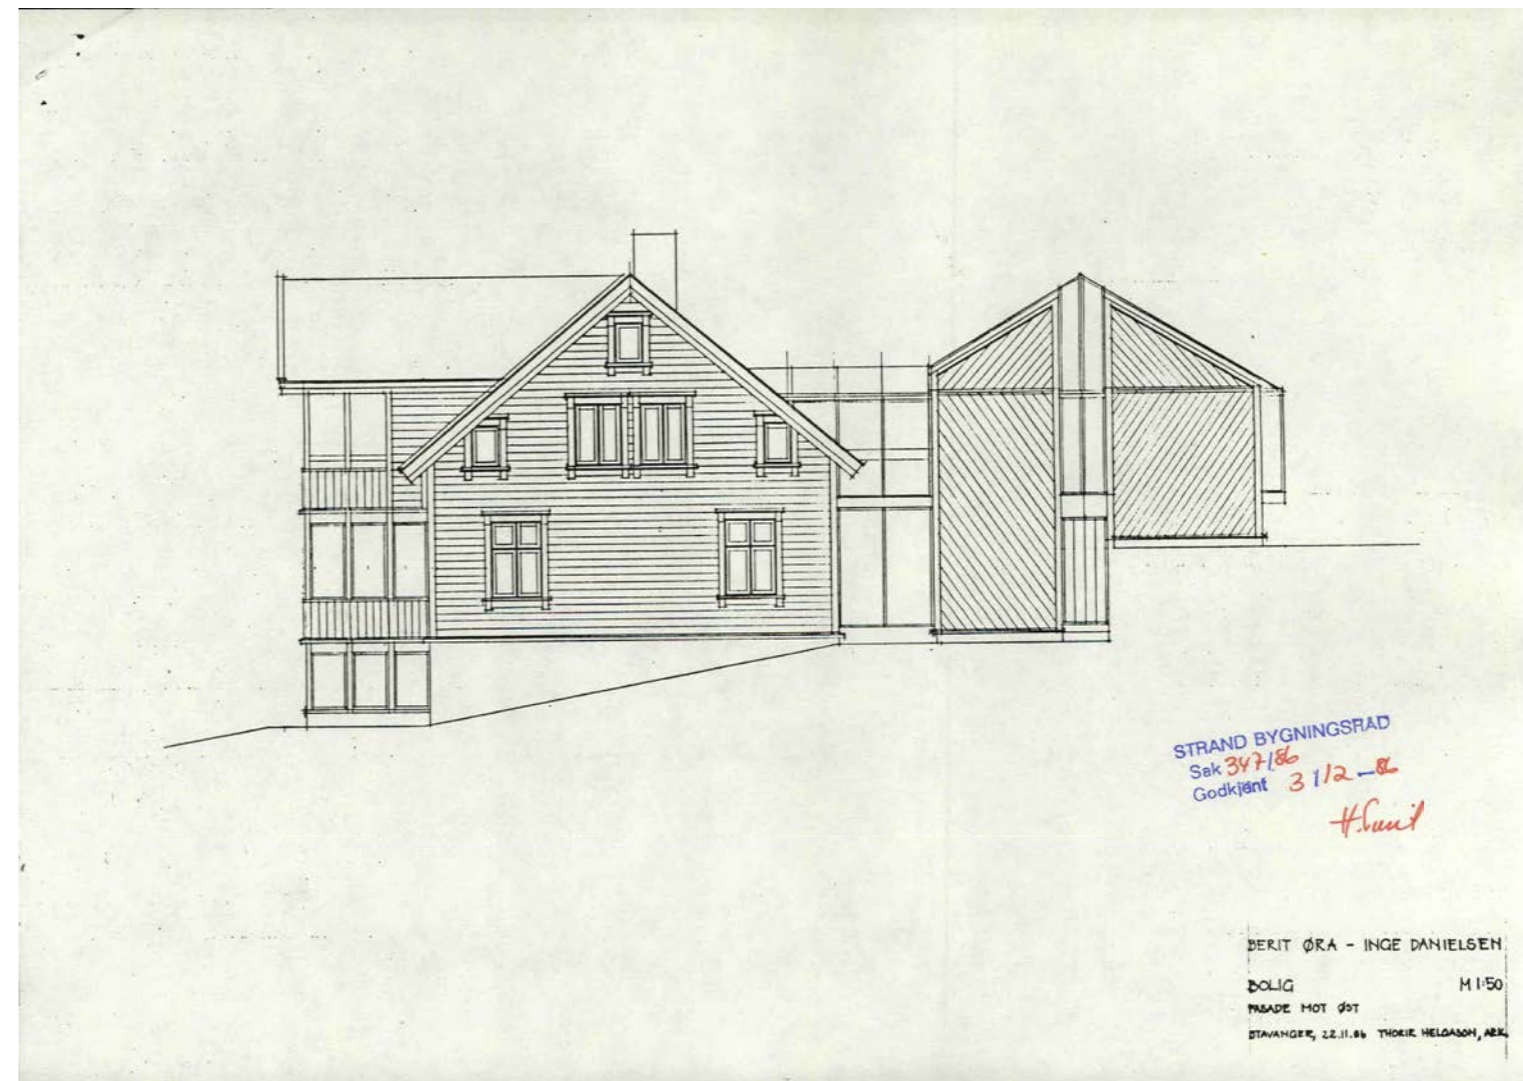 STRAND BYGNINGSRÅD
Sak 347/86
Godkjent 3/12-86
BERIT ØRA - INGE DANIELSEN
BOLIG M 1:50
FASADE MOT ØST
STAVANGER, 22.11.86 THORIR HELGASON, ARK.